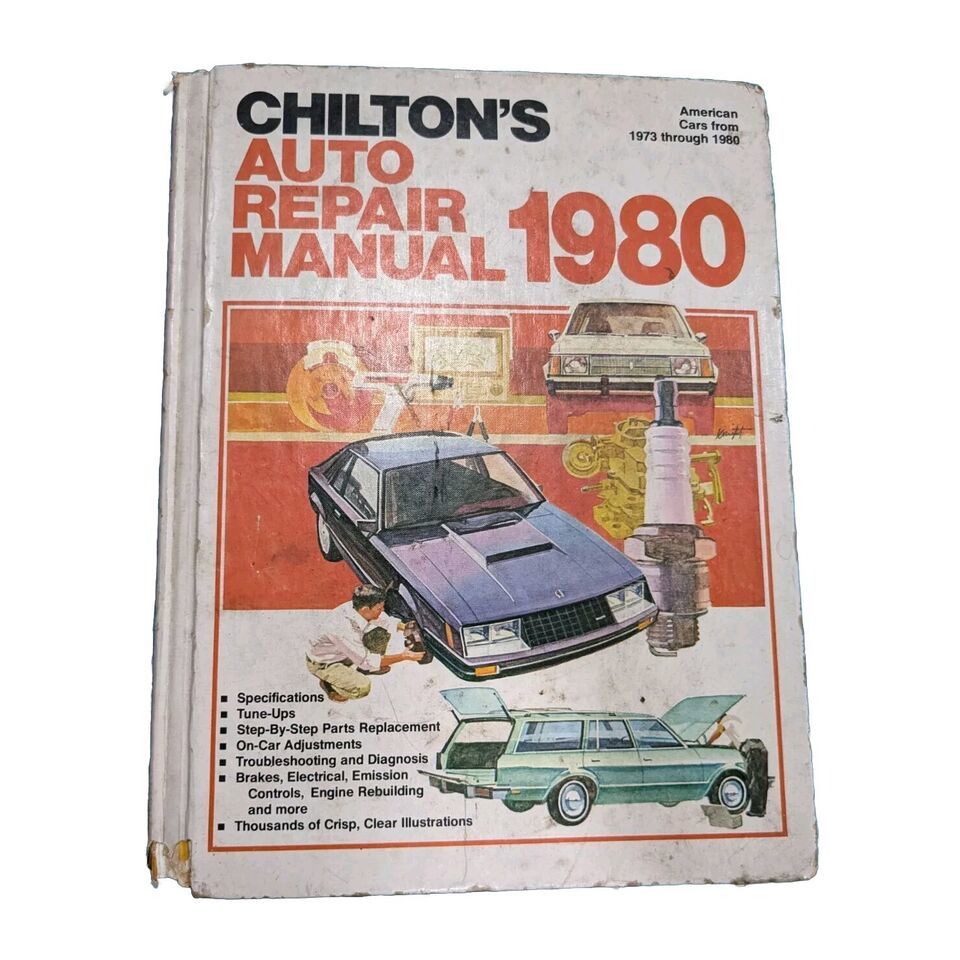 CHILTON'S
AUTO
REPAIR
MANUAL 1980
American
Cars from
1973 through 1980
■ Specifications
■ Tune-Ups
■ Step-By-Step Parts Replacement
■ On-Car Adjustments
■ Troubleshooting and Diagnosis
■ Brakes, Electrical, Emission
Controls, Engine Rebuilding
and more
■ Thousands of Crisp, Clear Illustrations